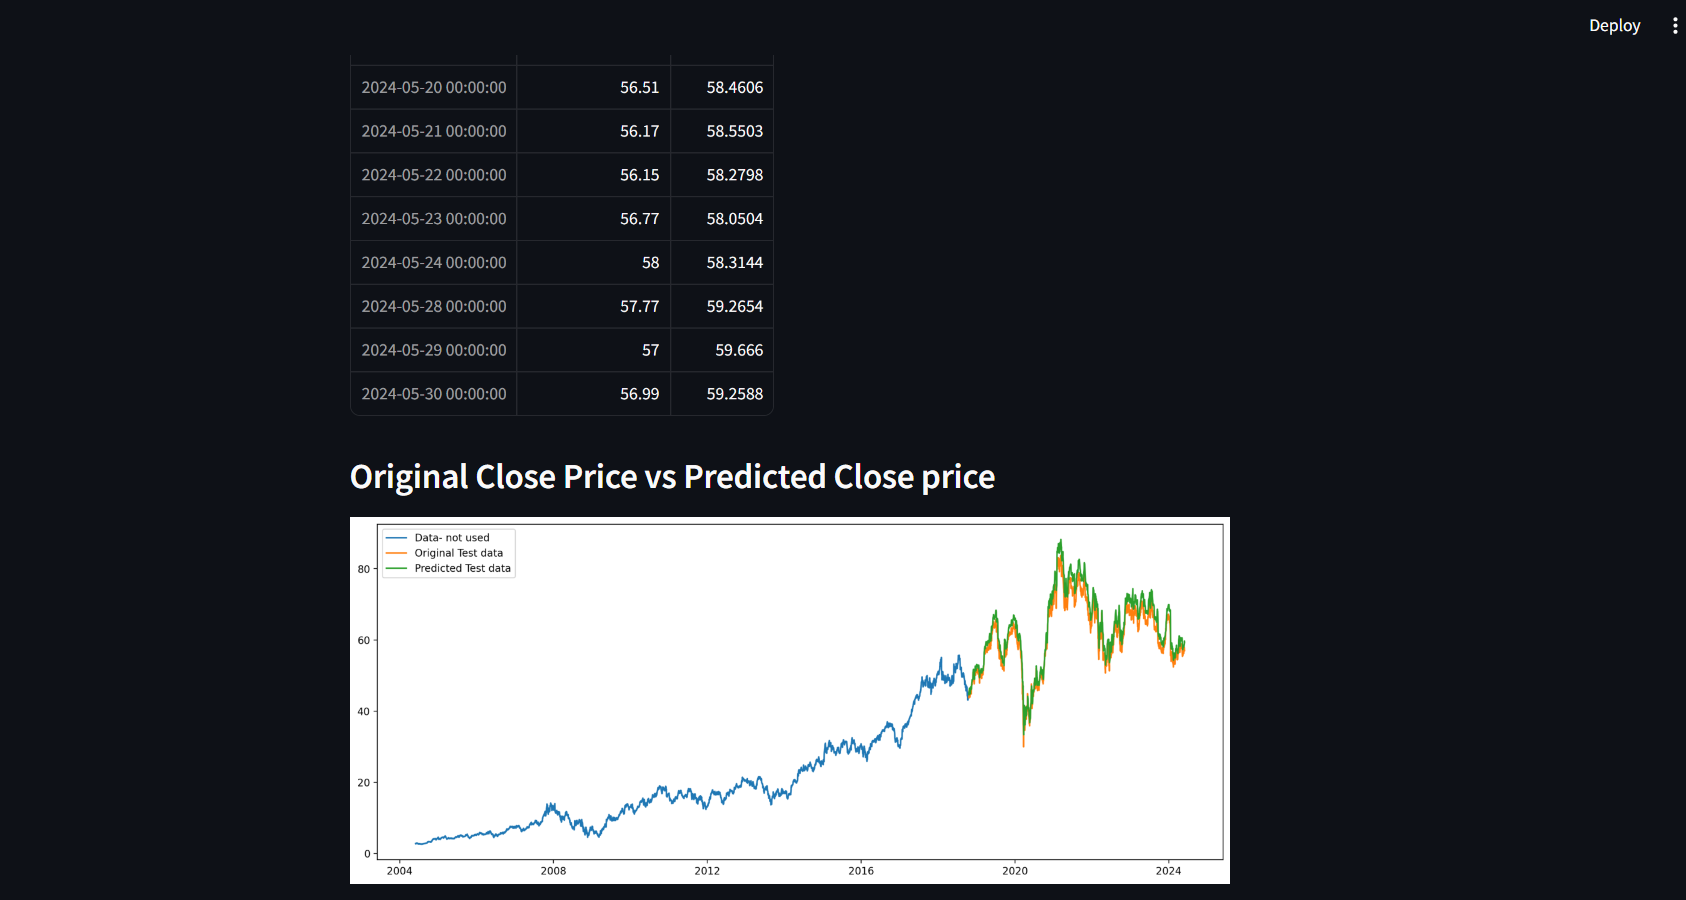 Deploy
2024-05-20 00:00:00 56.51 58.4606
2024-05-21 00:00:00 56.17 58.5503
2024-05-22 00:00:00 56.15 58.2798
2024-05-23 00:00:00 56.77 58.0504
2024-05-24 00:00:00 58 58.3144
2024-05-28 00:00:00 57.77 59.2654
2024-05-29 00:00:00 57 59.666
2024-05-30 00:00:00 56.99 59.2588
Original Close Price vs Predicted Close price
Data- not used
Original Test data
Predicted Test data
80
60
40
20
0
2004 2008 2012 2016 2020 2024